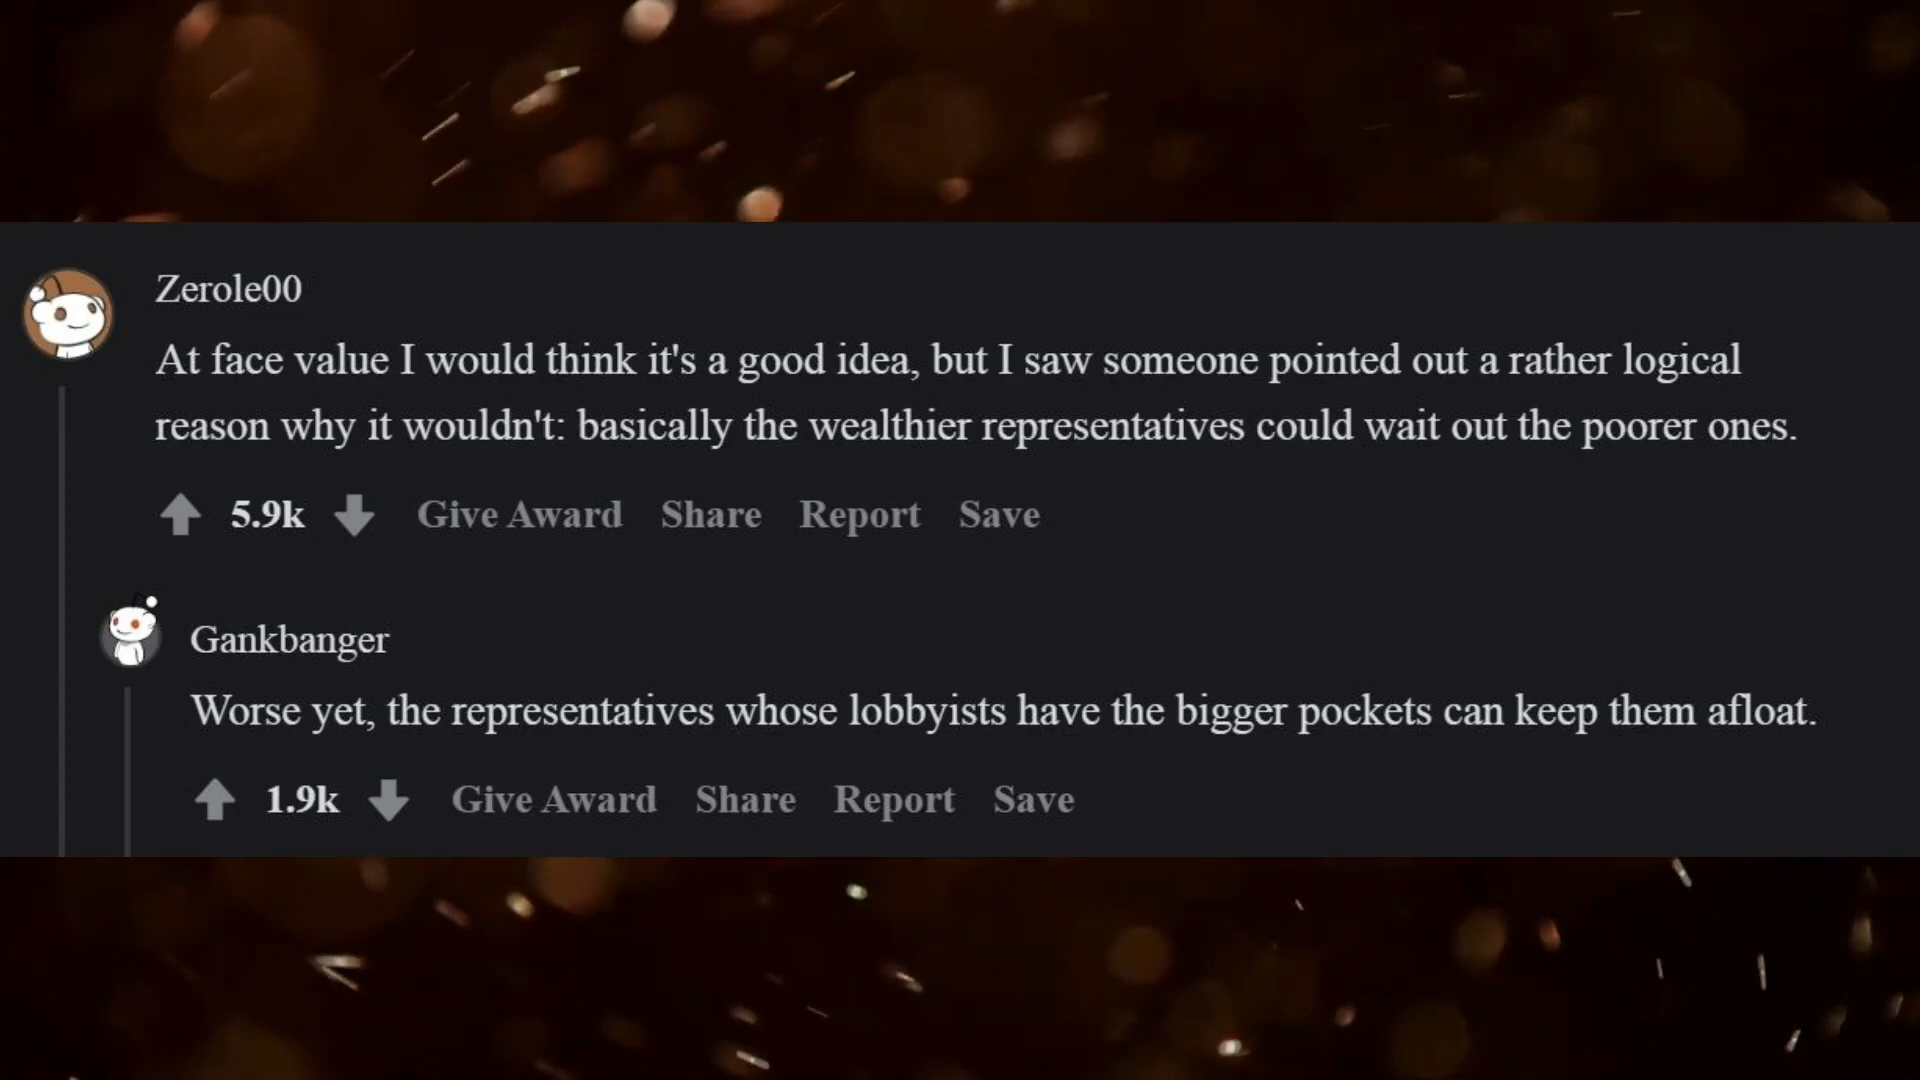 Zerole00
At face value I would think it's a good idea, but I saw someone pointed out a rather logical
reason why it wouldn't: basically the wealthier representatives could wait out the poorer ones.
5.9k Give Award Share Report Save
Gankbanger
Worse yet, the representatives whose lobbyists have the bigger pockets can keep them afloat.
1.9k Give Award Share Report Save